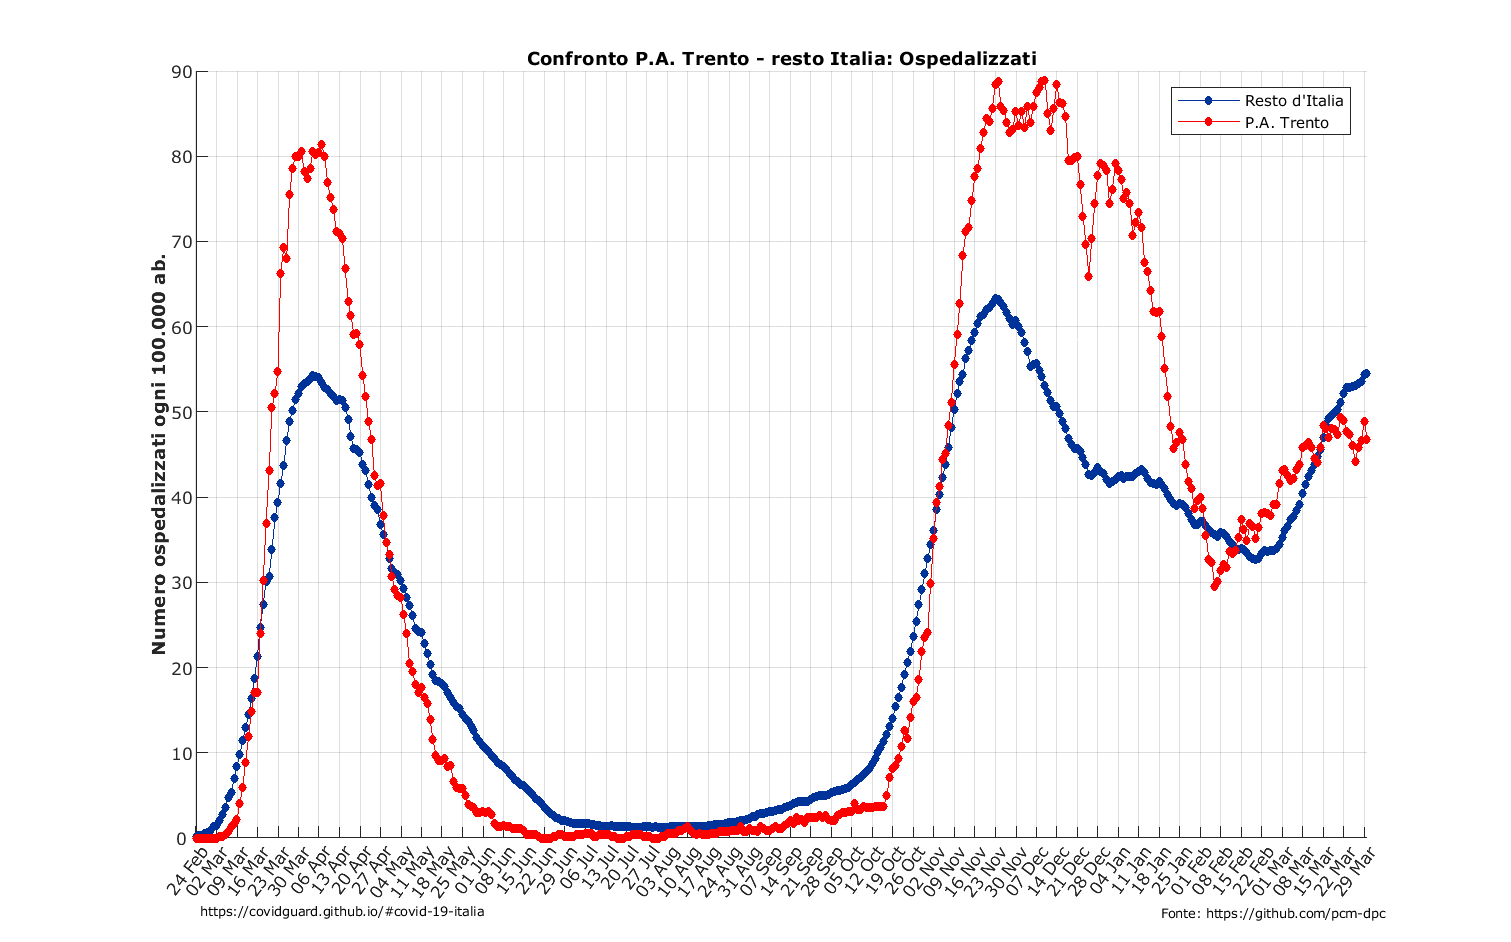 Confronto P.A. Trento - resto Italia: Ospedalizzati
Resto d'Italia
P.A. Trento
Numero ospedalizzati ogni 100.000 ab.
90
80
70
60
50
40
30
20
10
0
24 Feb
02 Mar
09 Mar
16 Mar
23 Mar
30 Mar
06 Apr
13 Apr
20 Apr
27 Apr
04 May
11 May
18 May
25 May
01 Jun
08 Jun
15 Jun
22 Jun
29 Jun
06 Jul
13 Jul
20 Jul
27 Jul
03 Aug
10 Aug
17 Aug
24 Aug
31 Aug
07 Sep
14 Sep
21 Sep
28 Sep
05 Oct
12 Oct
19 Oct
26 Oct
02 Nov
09 Nov
16 Nov
23 Nov
30 Nov
07 Dec
14 Dec
21 Dec
28 Dec
04 Jan
11 Jan
18 Jan
25 Jan
01 Feb
08 Feb
15 Feb
22 Feb
01 Mar
08 Mar
15 Mar
22 Mar
29 Mar
https://covidguard.github.io/#covid-19-italia
Fonte: https://github.com/pcm-dpc